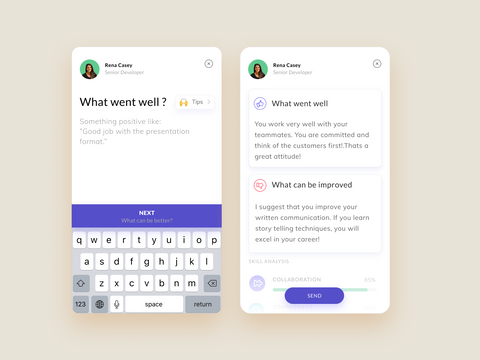 Rena Casey
Senior Developer
What went well ?
Tips
Something positive like:
"Good job with the presentation
format."
NEXT
What can be better?
q w e r t y u i o p
a s d f g h j k l
z x c v b n m
123
space
return
Rena Casey
Senior Developer
What went well
You work very well with your
teammates. You are committed and
think of the customers first!.Thats a
great attitude!
What can be improved
I suggest that you improve your
written communication. If you learn
story telling techniques, you will
excel in your career!
SKILL ANALYSIS
COLLABORATION
85%
SEND